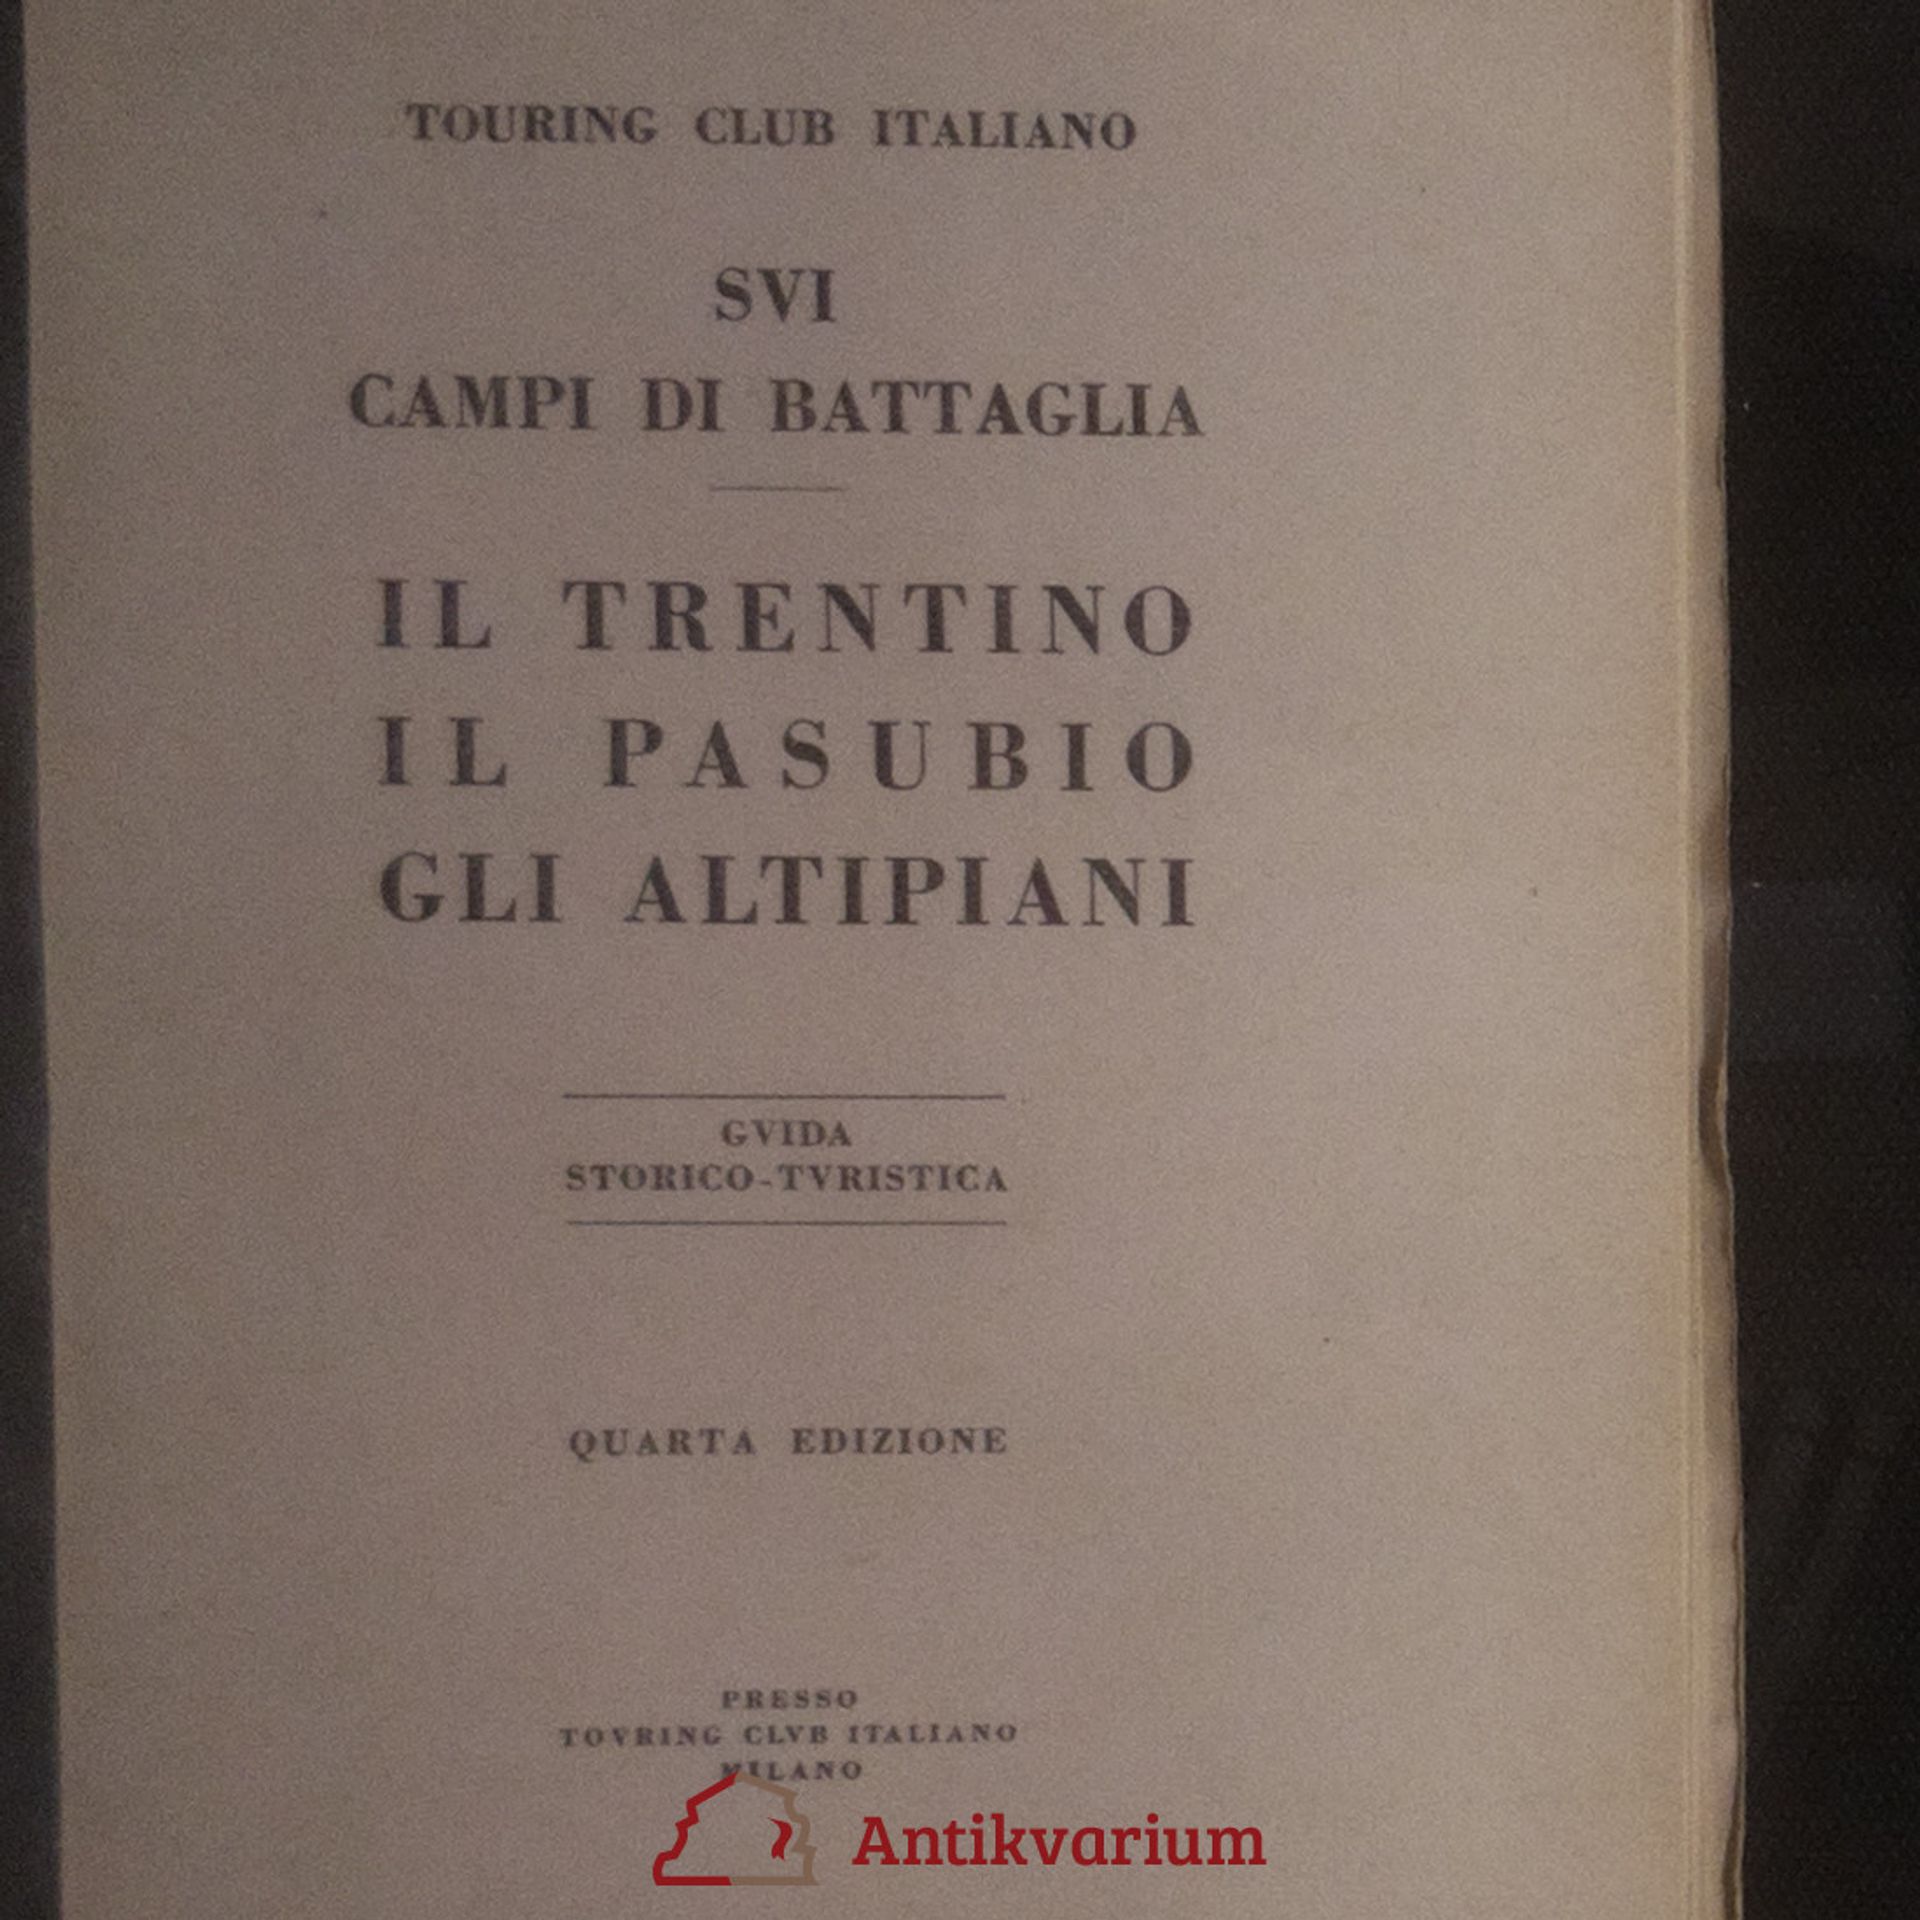 TOURING CLUB ITALIANO
SVI
CAMPI DI BATTAGLIA
IL TRENTINO
IL PASUBIO
GLI ALTIPIANI
GVIDA
STORICO-TVRISTICA
QUARTA EDIZIONE
PRESSO
TOVRING CLVB ITALIANO
MILANO
Antikvarium